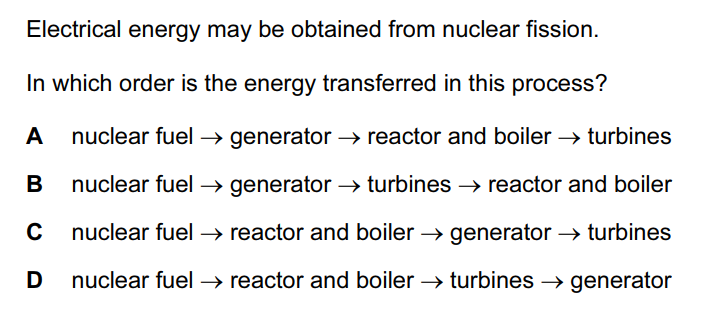 Electrical energy may be obtained from nuclear fission.
In which order is the energy transferred in this process?
A nuclear fuel → generator → reactor and boiler → turbines
B nuclear fuel → generator → turbines → reactor and boiler
C nuclear fuel → reactor and boiler → generator → turbines
D nuclear fuel → reactor and boiler → turbines → generator